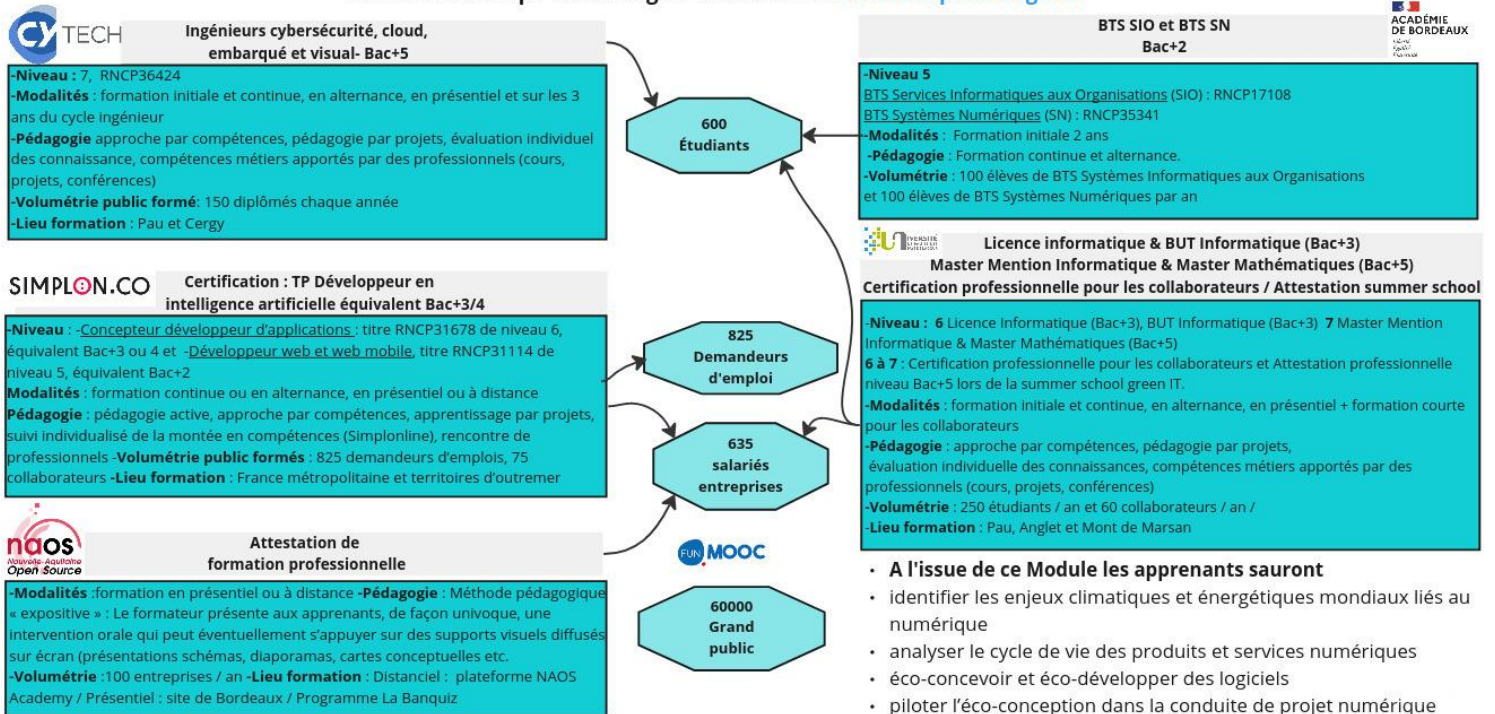 CY TECH
Ingénieurs cybersécurité, cloud,
embarqué et visual- Bac+5
-Niveau : 7, RNCP36424
-Modalités : formation initiale et continue, en alternance, en présentiel et sur les 3
ans du cycle ingénieur
-Pédagogie approche par compétences, pédagogie par projets, évaluation individuel
des connaissance, compétences métiers apportés par des professionnels (cours,
projets, conférences)
-Volumétrie public formé: 150 diplômés chaque année
-Lieu formation : Pau et Cergy
SIMPLON.CO
Certification : TP Développeur en
intelligence artificielle équivalent Bac+3/4
-Niveau : -Concepteur développeur d'applications : titre RNCP31678 de niveau 6,
équivalent Bac+3 ou 4 et -Développeur web et web mobile, titre RNCP31114 de
niveau 5, équivalent Bac+2
Modalités : formation continue ou en alternance, en présentiel ou à distance
Pédagogie : pédagogie active, approche par compétences, apprentissage par projets,
suivi individualisé de la montée en compétences (Simplonline), rencontre de
professionnels -Volumétrie public formés : 825 demandeurs d'emplois, 75
collaborateurs -Lieu formation : France métropolitaine et territoires d'outremer
naos
Nouvelle-Aquitaine
Open Source
Attestation de
formation professionnelle
-Modalités :formation en présentiel ou à distance -Pédagogie : Méthode pédagogique
« expositive » : Le formateur présente aux apprenants, de façon univoque, une
intervention orale qui peut éventuellement s'appuyer sur des supports visuels diffusés
sur écran (présentations schémas, diaporamas, cartes conceptuelles etc.
-Volumétrie :100 entreprises / an -Lieu formation : Distanciel : plateforme NAOS
Academy / Présentiel : site de Bordeaux / Programme La Banquiz
600
Étudiants
825
Demandeurs
d'emploi
635
salariés
entreprises
FUN MOOC
60000
Grand
public
BTS SIO et BTS SN
Bac+2
ACADÉMIE
DE BORDEAUX
-Niveau 5
BTS Services Informatiques aux Organisations (SIO) : RNCP17108
BTS Systèmes Numériques (SN) : RNCP35341
-Modalités : Formation initiale 2 ans
-Pédagogie : Formation continue et alternance.
-Volumétrie : 100 élèves de BTS Systèmes Informatiques aux Organisations
et 100 élèves de BTS Systèmes Numériques par an
Licence informatique & BUT Informatique (Bac+3)
Master Mention Informatique & Master Mathématiques (Bac+5)
Certification professionnelle pour les collaborateurs / Attestation summer school
-Niveau : 6 Licence Informatique (Bac+3), BUT Informatique (Bac+3) 7 Master Mention
Informatique & Master Mathématiques (Bac+5)
6 à 7 : Certification professionnelle pour les collaborateurs et Attestation professionnelle
niveau Bac+5 lors de la summer school green IT.
-Modalités : formation initiale et continue, en alternance, en présentiel + formation courte
pour les collaborateurs
-Pédagogie : approche par compétences, pédagogie par projets,
évaluation individuelle des connaissances, compétences métiers apportés par des
professionnels (cours, projets, conférences)
-Volumétrie : 250 étudiants / an et 60 collaborateurs / an /
-Lieu formation : Pau, Anglet et Mont de Marsan
· A l'issue de ce Module les apprenants sauront
· identifier les enjeux climatiques et énergétiques mondiaux liés au
numérique
· analyser le cycle de vie des produits et services numériques
· éco-concevoir et éco-développer des logiciels
· piloter l'éco-conception dans la conduite de projet numérique